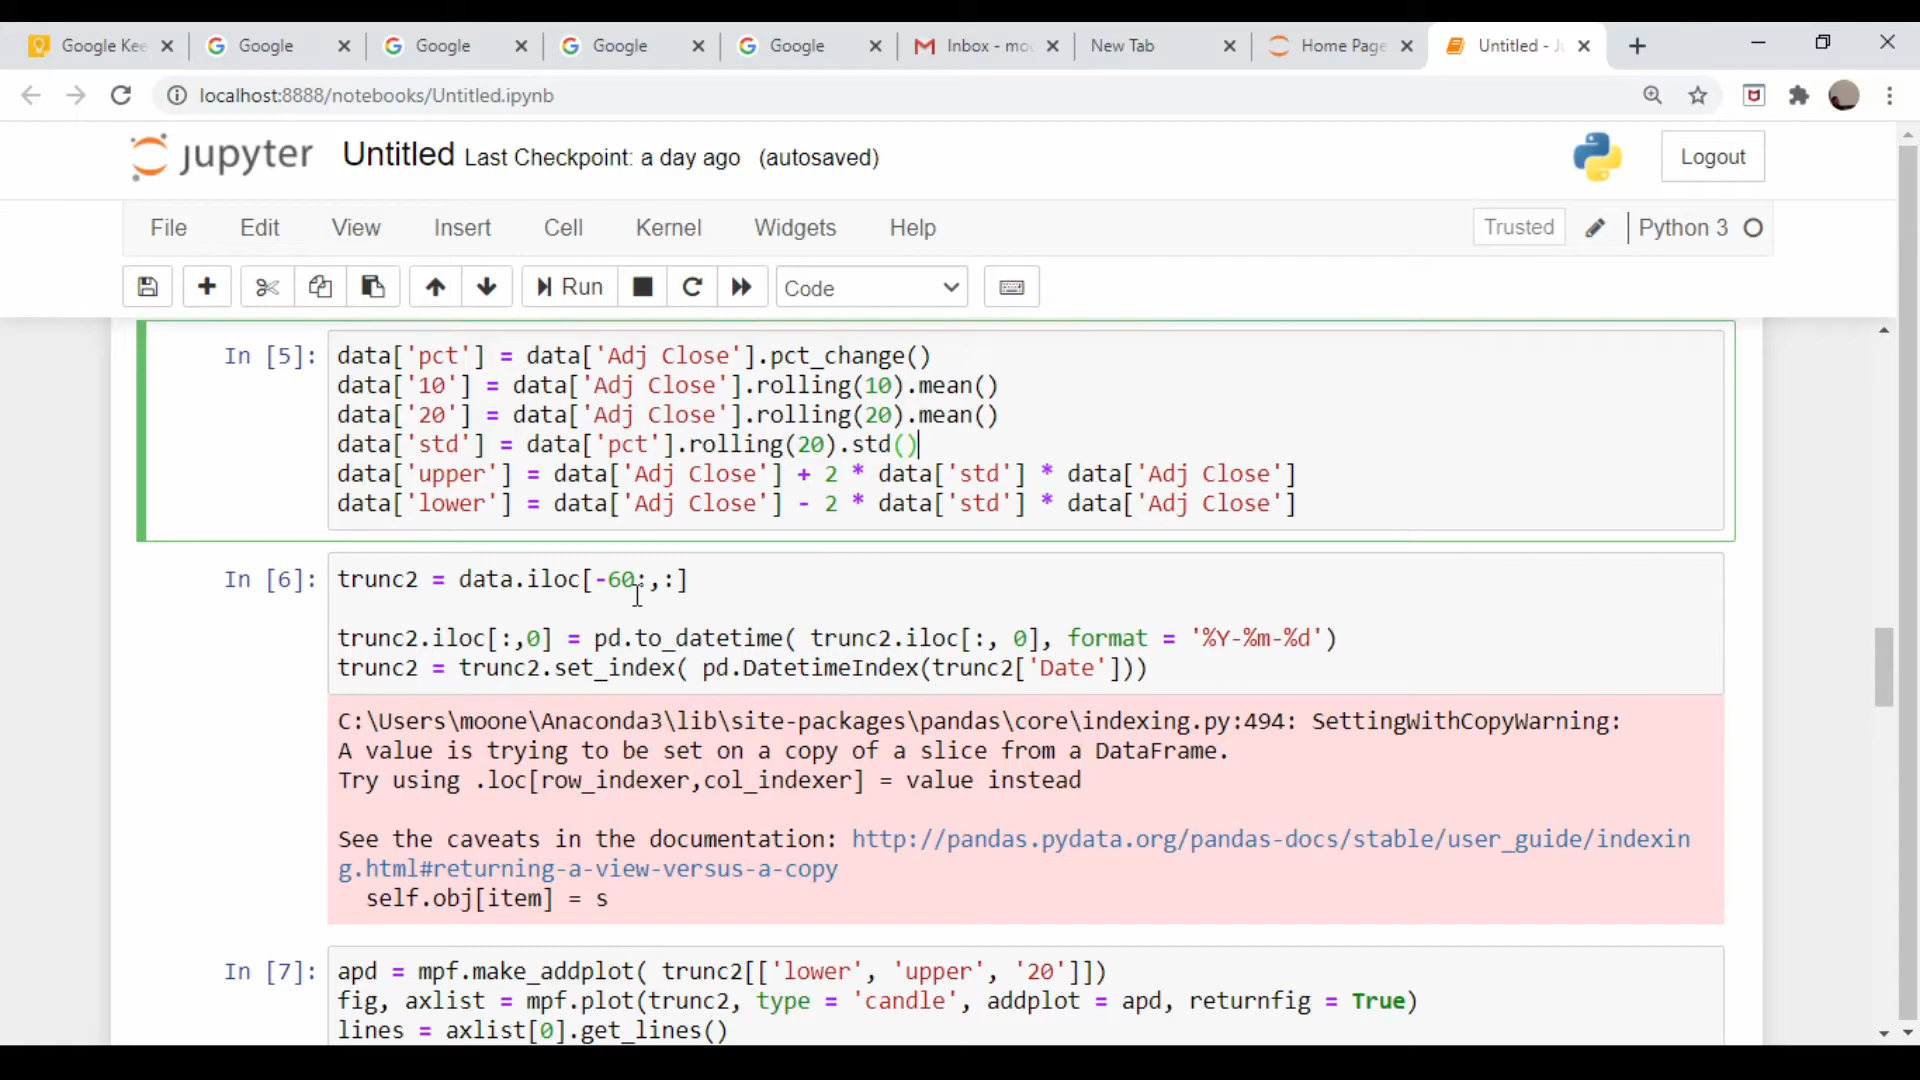 Google Kee
Google
Google
Google
Google
Inbox - mo
New Tab
Home Page
Untitled - J
localhost:8888/notebooks/Untitled.ipynb
jupyter Untitled Last Checkpoint: a day ago (autosaved)
Logout
File Edit View Insert Cell Kernel Widgets Help
Trusted
Python 3
Run
Code
In [5]: data['pct'] = data['Adj Close'].pct_change()
data['10'] = data['Adj Close'].rolling(10).mean()
data['20'] = data['Adj Close'].rolling(20).mean()
data['std'] = data['pct'].rolling(20).std()
data['upper'] = data['Adj Close'] + 2 * data['std'] * data['Adj Close']
data['lower'] = data['Adj Close'] - 2 * data['std'] * data['Adj Close']
In [6]: trunc2 = data.iloc[-60:,:]
trunc2.iloc[:,0] = pd.to_datetime( trunc2.iloc[:, 0], format = '%Y-%m-%d')
trunc2 = trunc2.set_index( pd.DatetimeIndex(trunc2['Date']))
C:\Users\moone\Anaconda3\lib\site-packages\pandas\core\indexing.py:494: SettingWithCopyWarning:
A value is trying to be set on a copy of a slice from a DataFrame.
Try using .loc[row_indexer,col_indexer] = value instead
See the caveats in the documentation: http://pandas.pydata.org/pandas-docs/stable/user_guide/indexin
g.html#returning-a-view-versus-a-copy
self.obj[item] = s
In [7]: apd = mpf.make_addplot( trunc2[['lower', 'upper', '20']])
fig, axlist = mpf.plot(trunc2, type = 'candle', addplot = apd, returnfig = True)
lines = axlist[0].get_lines()